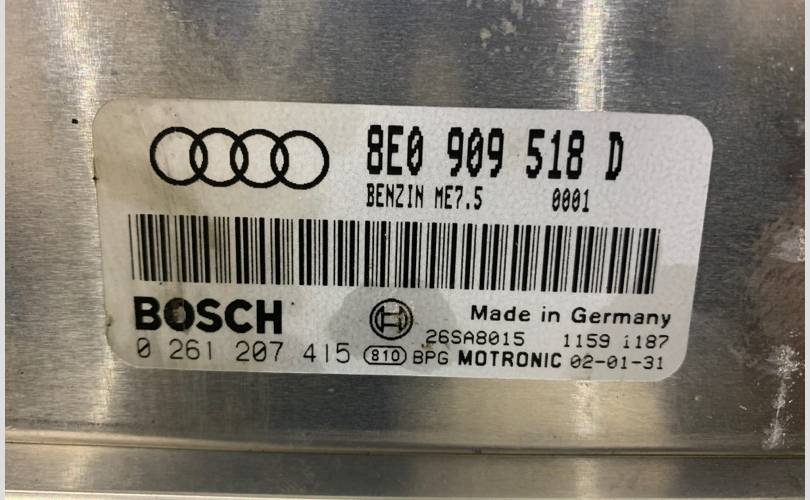 8E0 909 518 D
BENZIN ME7.5 0001
BOSCH Made in Germany
26SA8015 1159 1187
0 261 207 415 810 BPG MOTRONIC 02-01-31